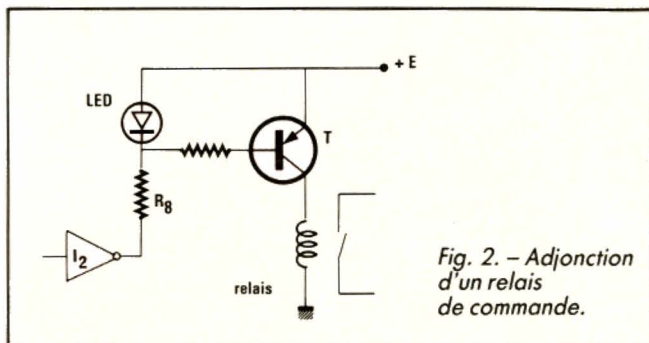 + E
LED
T
R8
I2
relais
Fig. 2. – Adjonction
d'un relais
de commande.